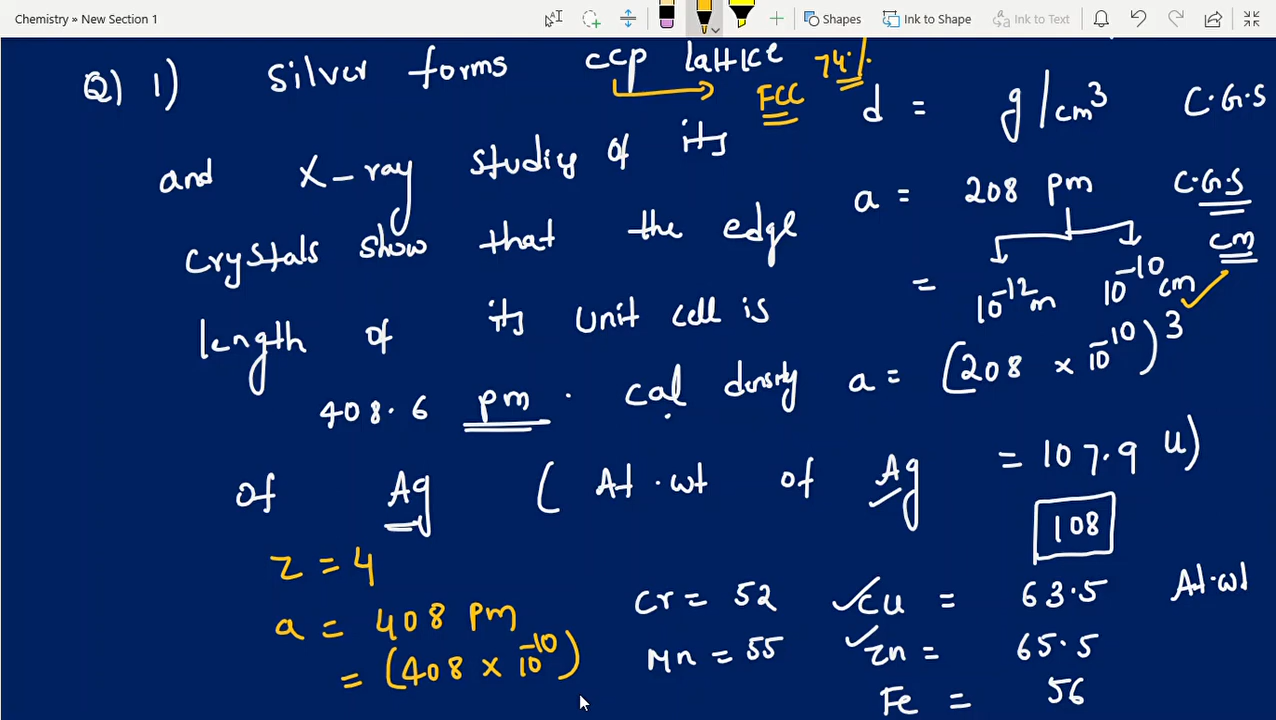 Chemistry » New Section 1
Shapes
Ink to Shape
Ink to Text
Q) 1) Silver forms ccp lattice 74%
FCC
and X-ray studies of its
crystals show that the edge
length of its unit cell is
408.6 pm. cal density
of Ag (At.wt of Ag = 107.9 u)
108
d = g/cm³ C.G.S
a = 208 pm C.G.S
cm
= 10⁻¹²m 10⁻¹⁰cm
a = (208 × 10⁻¹⁰)³
z = 4
a = 408 pm
= (408 × 10⁻¹⁰)
Cr = 52 Cu = 63.5 At.wt
Mn = 55 Zn = 65.5
Fe = 56